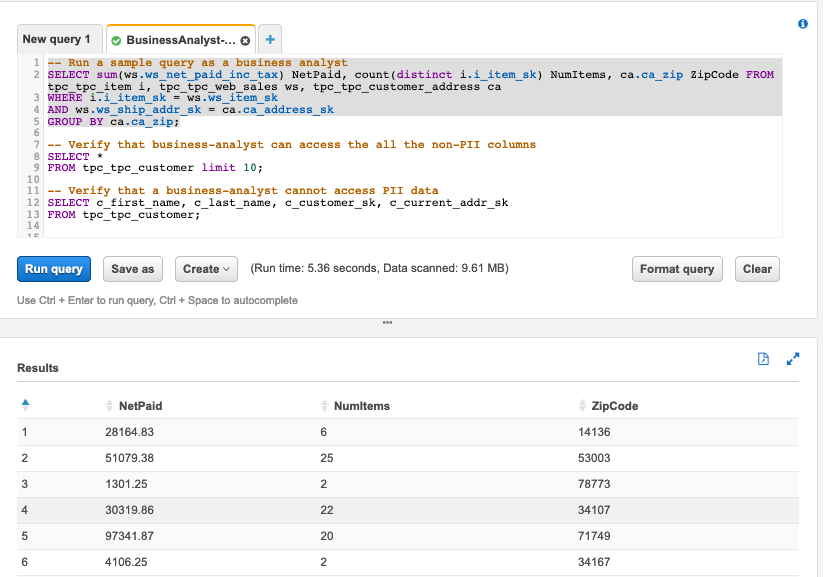 New query 1
BusinessAnalyst-...
+
1 -- Run a sample query as a business analyst
2 SELECT sum(ws.ws_net_paid_inc_tax) NetPaid, count(distinct i.i_item_sk) NumItems, ca.ca_zip ZipCode FROM
tpc_tpc_item i, tpc_tpc_web_sales ws, tpc_tpc_customer_address ca
3 WHERE i.i_item_sk = ws.ws_item_sk
4 AND ws.ws_ship_addr_sk = ca.ca_address_sk
5 GROUP BY ca.ca_zip;
6
7 -- Verify that business-analyst can access the all the non-PII columns
8 SELECT *
9 FROM tpc_tpc_customer limit 10;
10
11 -- Verify that a business-analyst cannot access PII data
12 SELECT c_first_name, c_last_name, c_customer_sk, c_current_addr_sk
13 FROM tpc_tpc_customer;
14
15
Run query Save as Create (Run time: 5.36 seconds, Data scanned: 9.61 MB) Format query Clear
Use Ctrl + Enter to run query, Ctrl + Space to autocomplete
Results
NetPaid NumItems ZipCode
1 28164.83 6 14136
2 51079.38 25 53003
3 1301.25 2 78773
4 30319.86 22 34107
5 97341.87 20 71749
6 4106.25 2 34167